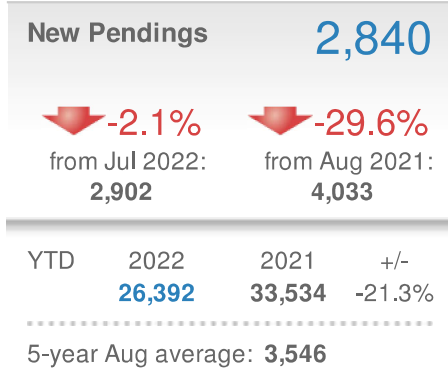 New Pendings 2,840
-2.1% -29.6%
from Jul 2022: from Aug 2021:
2,902 4,033
YTD 2022 2021 +/-
26,392 33,534 -21.3%
5-year Aug average: 3,546